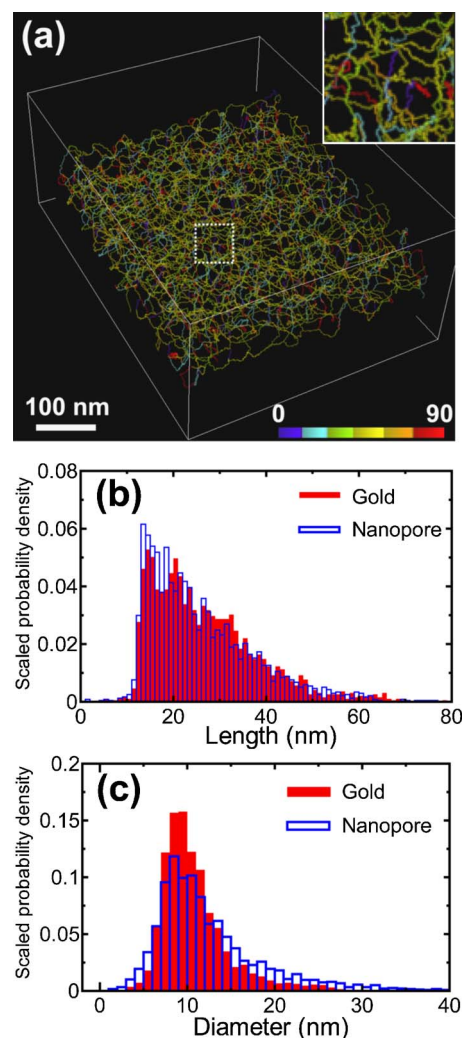 (a)
100 nm
0 90
0.08
0.06
0.04
0.02
0
Scaled probability density
(b)
Gold
Nanopore
0 20 40 60 80
Length (nm)
0.2
0.15
0.1
0.05
0
Scaled probability density
(c)
Gold
Nanopore
0 10 20 30 40
Diameter (nm)